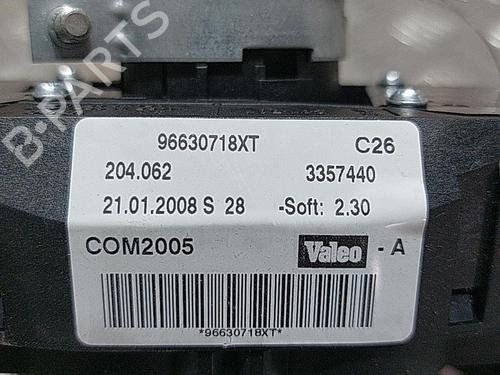 B-PARTS
96630718XT C26
204.062 3357440
21.01.2008 S 28 -Soft: 2.30
COM2005 Valeo - A
*96630718XT*